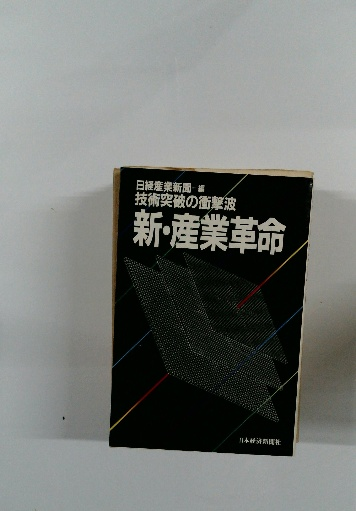 日経産業新聞 編
技術突破の衝撃波
新・産業革命
日本経済新聞社